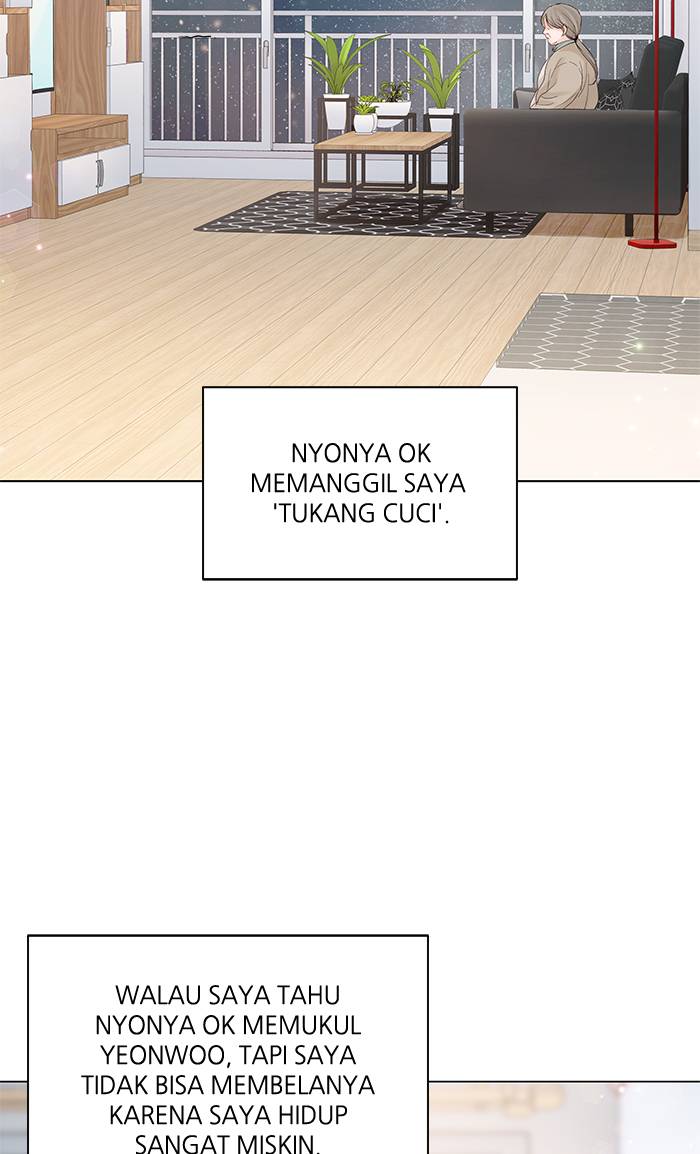 NYONYA OK
MEMANGGIL SAYA
'TUKANG CUCI'.
WALAU SAYA TAHU
NYONYA OK MEMUKUL
YEONWOO, TAPI SAYA
TIDAK BISA MEMBELANYA
KARENA SAYA HIDUP
SANGAT MISKIN.